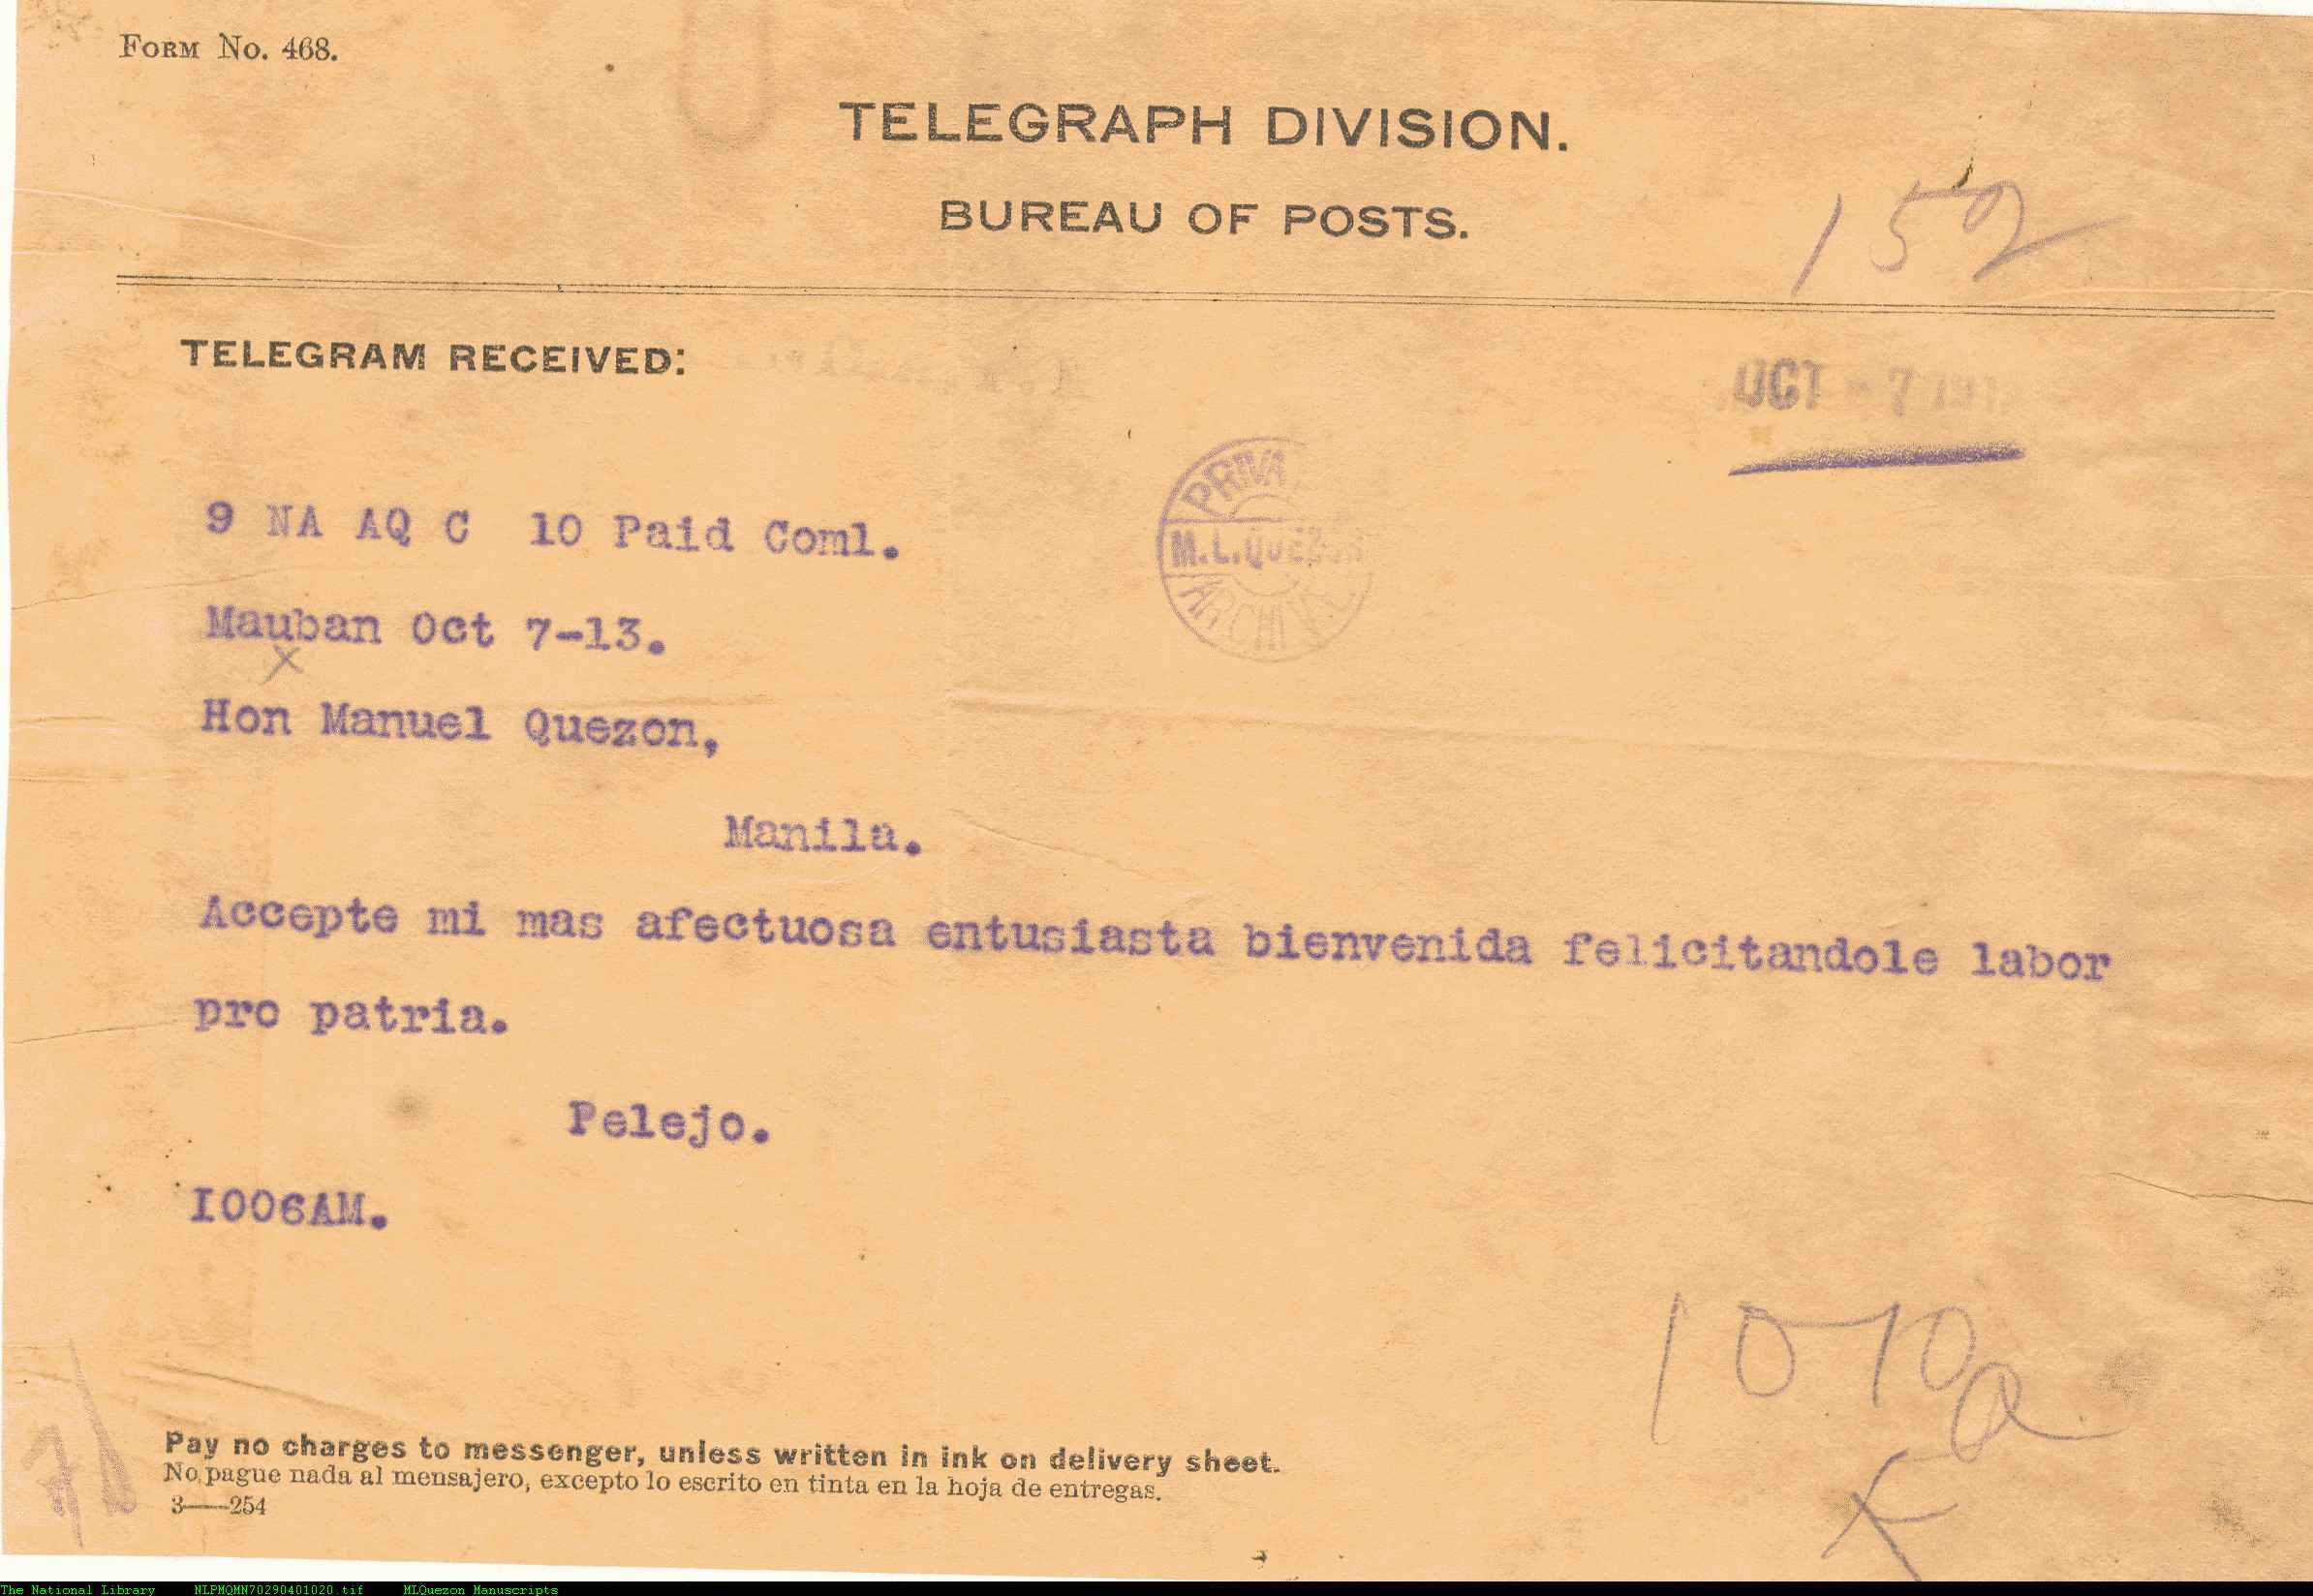 FORM No. 468.
TELEGRAPH DIVISION.
BUREAU OF POSTS.
152
TELEGRAM RECEIVED:
OCT - 7 191
PRIVA
M.L.QUEZON
ARCHI
9 NA AQ C 10 Paid Coml.
Mauban Oct 7-13.
x
Hon Manuel Quezon,
Manila.
Accepte mi mas afectuosa entusiasta bienvenida felicitandole labor
pro patria.
Pelejo.
I006AM.
1010a
Pay no charges to messenger, unless written in ink on delivery sheet.
No pague nada al mensajero, excepto lo escrito en tinta en la hoja de entregas.
3—254
The National Library NLPMQMN70290401020.tif MLQuezon Manuscripts